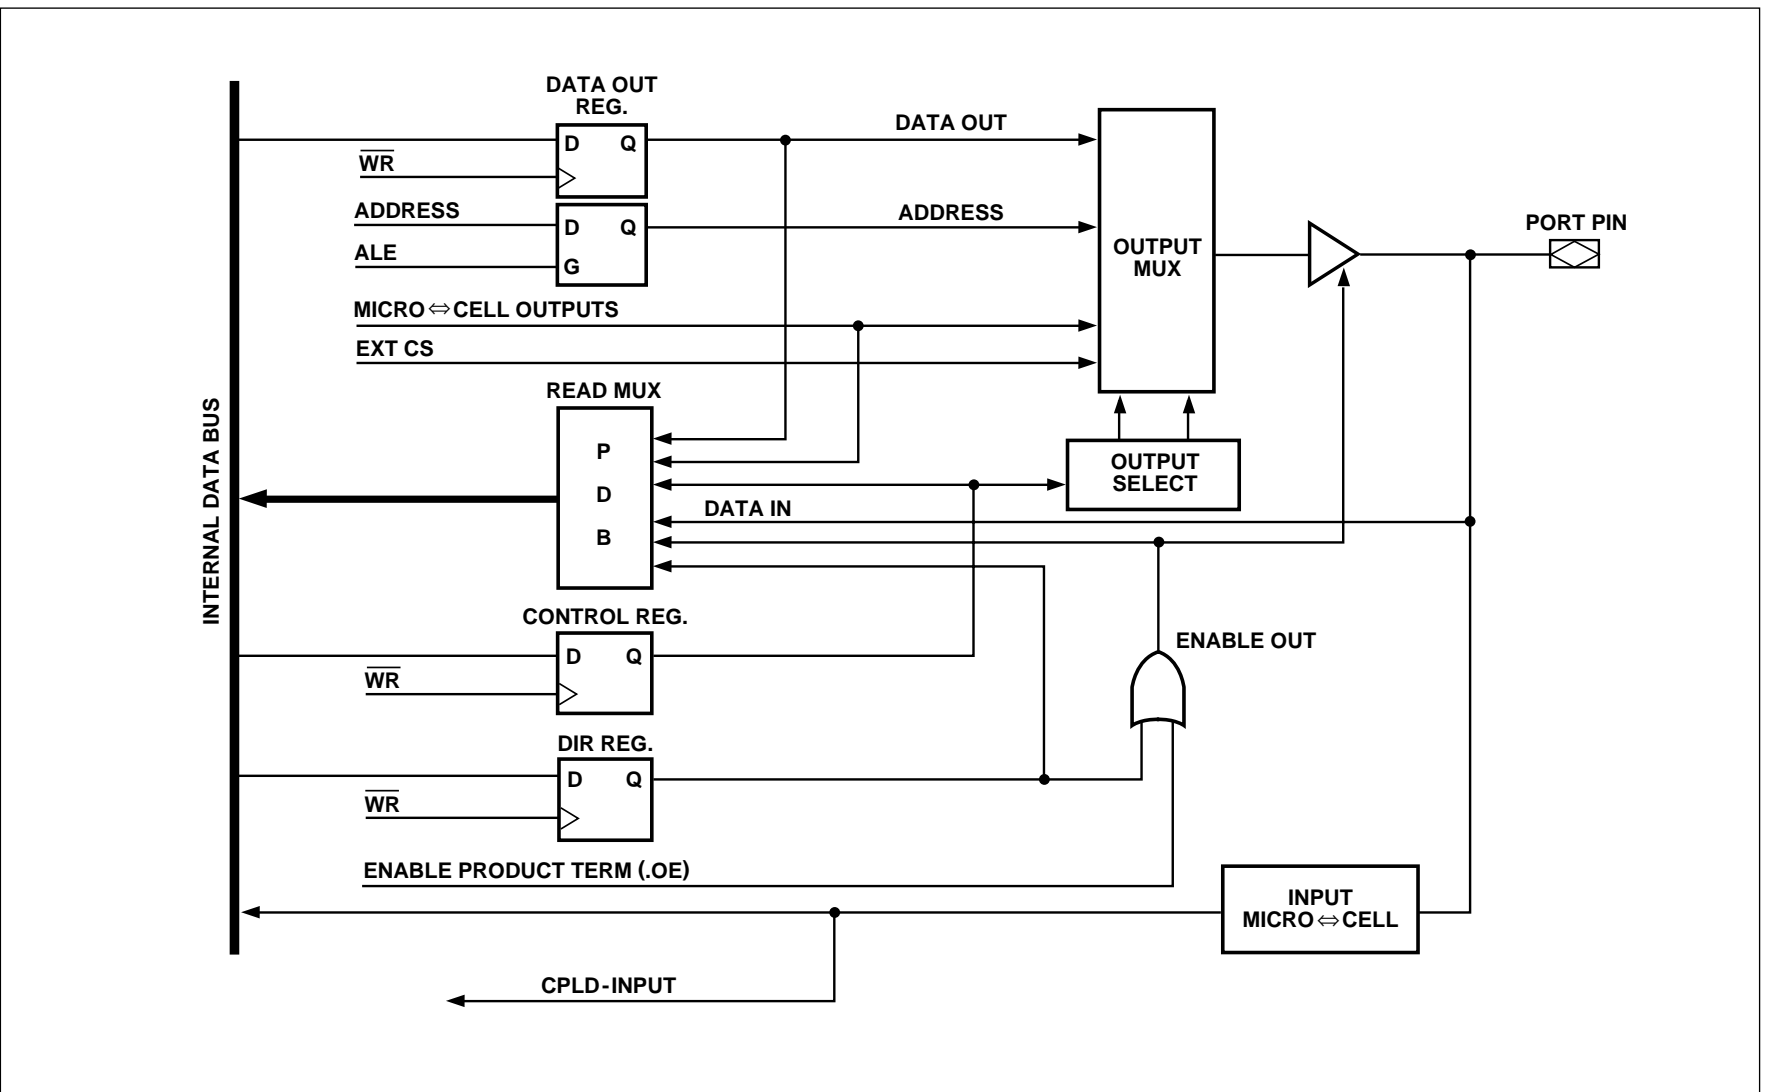 DATA OUT
REG.
D Q
WR
DATA OUT
ADDRESS
D Q
ADDRESS
ALE
G
OUTPUT
MUX
PORT PIN
MICRO⇔CELL OUTPUTS
EXT CS
READ MUX
P
D
B
OUTPUT
SELECT
DATA IN
INTERNAL DATA BUS
CONTROL REG.
D Q
WR
ENABLE OUT
DIR REG.
D Q
WR
ENABLE PRODUCT TERM (.OE)
INPUT
MICRO⇔CELL
CPLD-INPUT